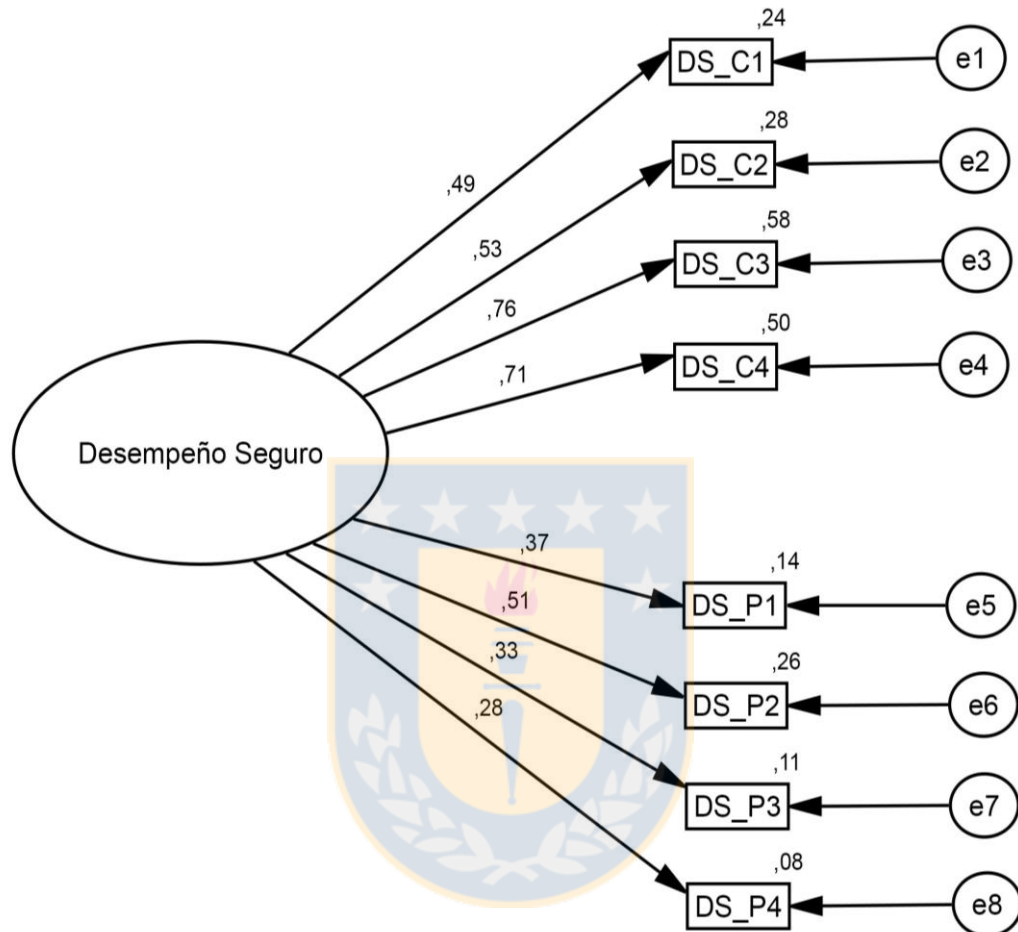 ,24
DS_C1
e1
,49
,28
DS_C2
e2
,53
,58
DS_C3
e3
,76
,50
DS_C4
e4
,71
Desempeño Seguro
,37
,14
DS_P1
e5
,51
,26
DS_P2
e6
,33
,11
DS_P3
e7
,28
,08
DS_P4
e8